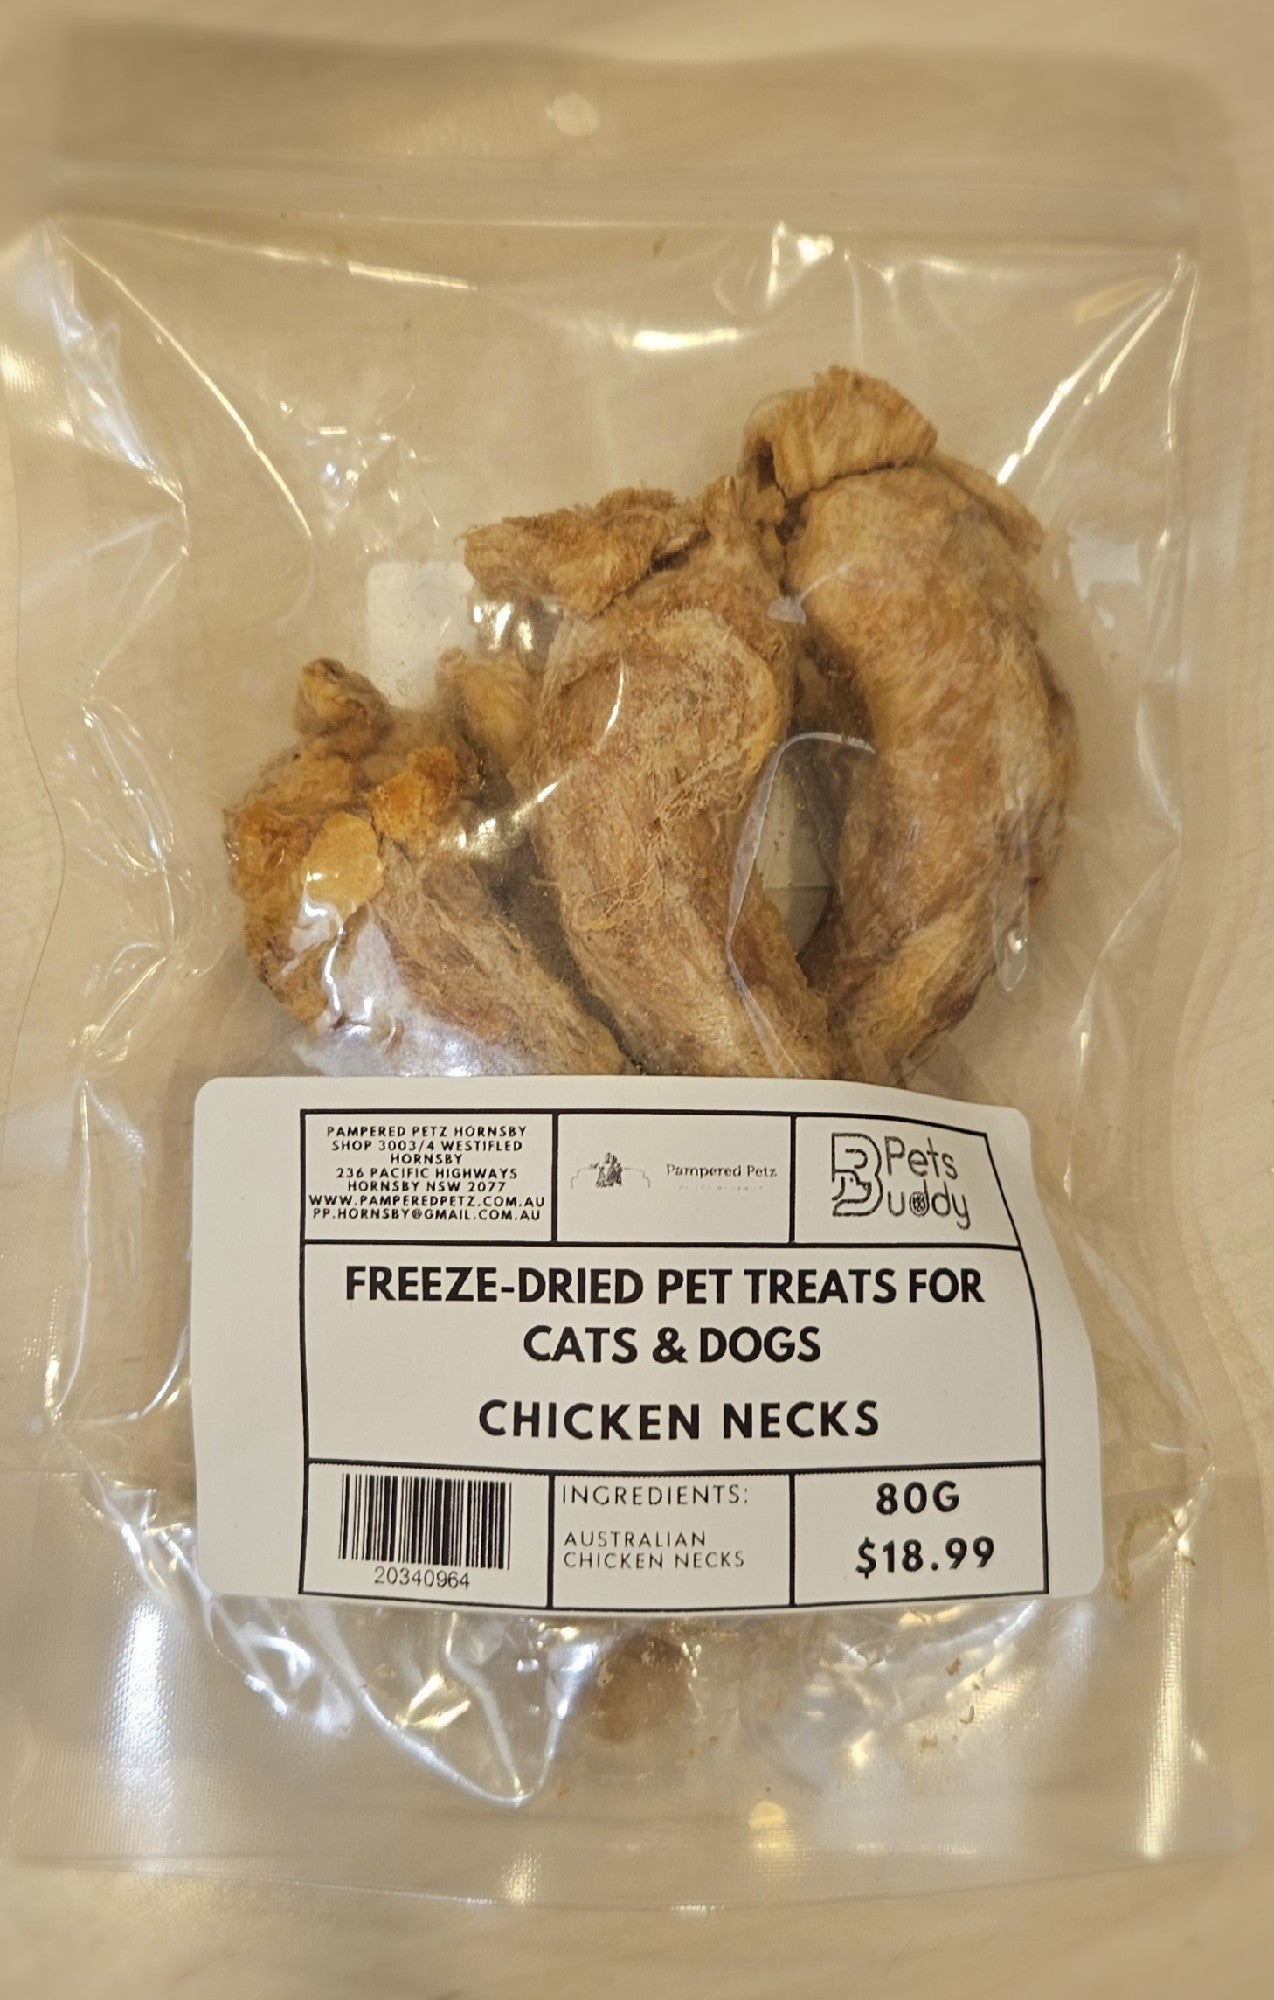 PAMPERED PETZ HORNSBY
SHOP 3003/4 WESTIFLED
HORNSBY
236 PACIFIC HIGHWAYS
HORNSBY NSW 2077
WWW.PAMPEREDPETZ.COM.AU
PP.HORNSBY@GMAIL.COM.AU
Pampered Petz
Pets
Buddy
FREEZE-DRIED PET TREATS FOR
CATS & DOGS
CHICKEN NECKS
20340964
INGREDIENTS:
AUSTRALIAN
CHICKEN NECKS
80G
$18.99